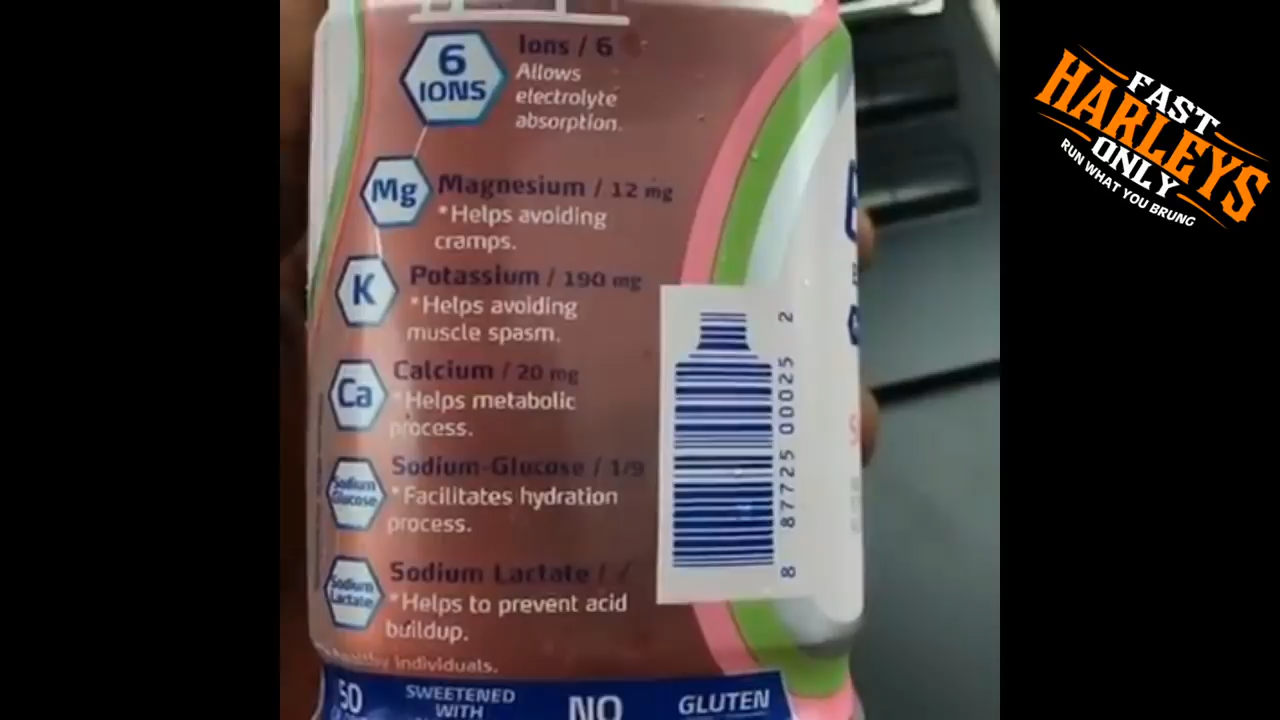 6
IONS
Ions / 6
Allows
electrolyte
absorption.
Mg
Magnesium / 12 mg
*Helps avoiding
cramps.
K
Potassium / 190 mg
*Helps avoiding
muscle spasm.
Ca
Calcium / 20 mg
*Helps metabolic
process.
Sodium
Glucose
Sodium-Glucose / 1/9
*Facilitates hydration
process.
Sodium
Lactate
Sodium Lactate /
*Helps to prevent acid
buildup.
healthy individuals.
50
SWEETENED
WITH
NO
GLUTEN
8 87725 00025 2
FAST
HARLEYS
ONLY
RUN WHAT YOU BRUNG